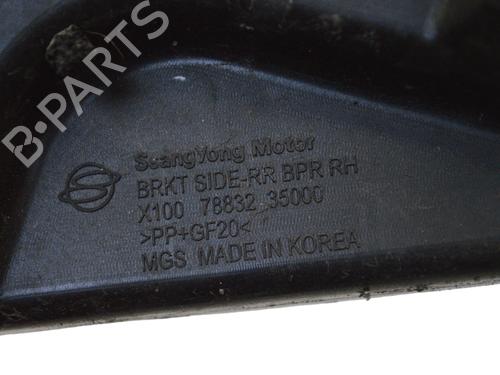 B-PARTS
SsangYong Motor
BRKT SIDE-RR BPR RH
X100 78832 35000
>PP+GF20<
MGS MADE IN KOREA